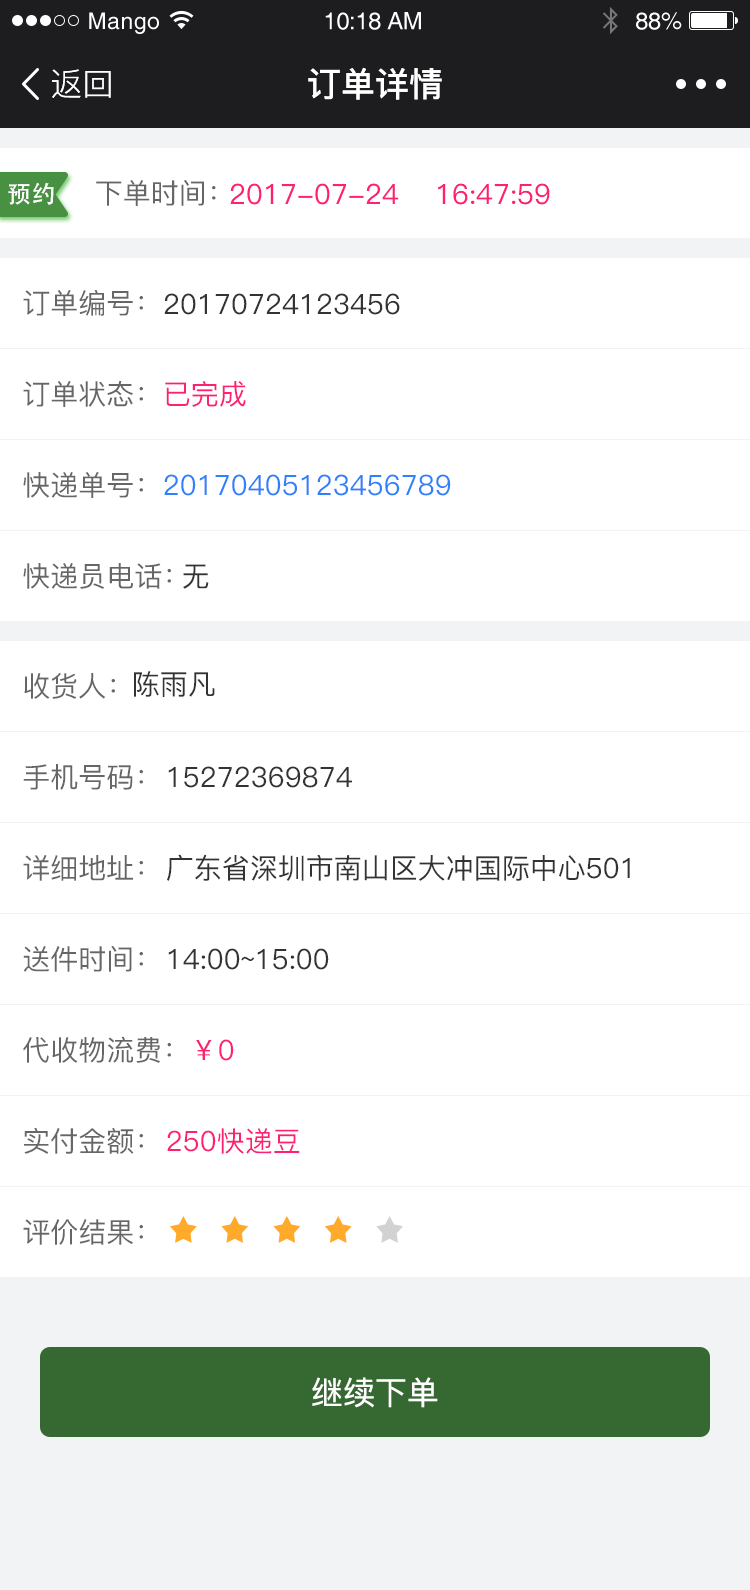 Mango 10:18 AM 88%
返回 订单详情
预约 下单时间：2017-07-24 16:47:59
订单编号：20170724123456
订单状态：已完成
快递单号：20170405123456789
快递员电话：无
收货人：陈雨凡
手机号码：15272369874
详细地址：广东省深圳市南山区大冲国际中心501
送件时间：14:00~15:00
代收物流费：￥0
实付金额：250快递豆
评价结果：
继续下单